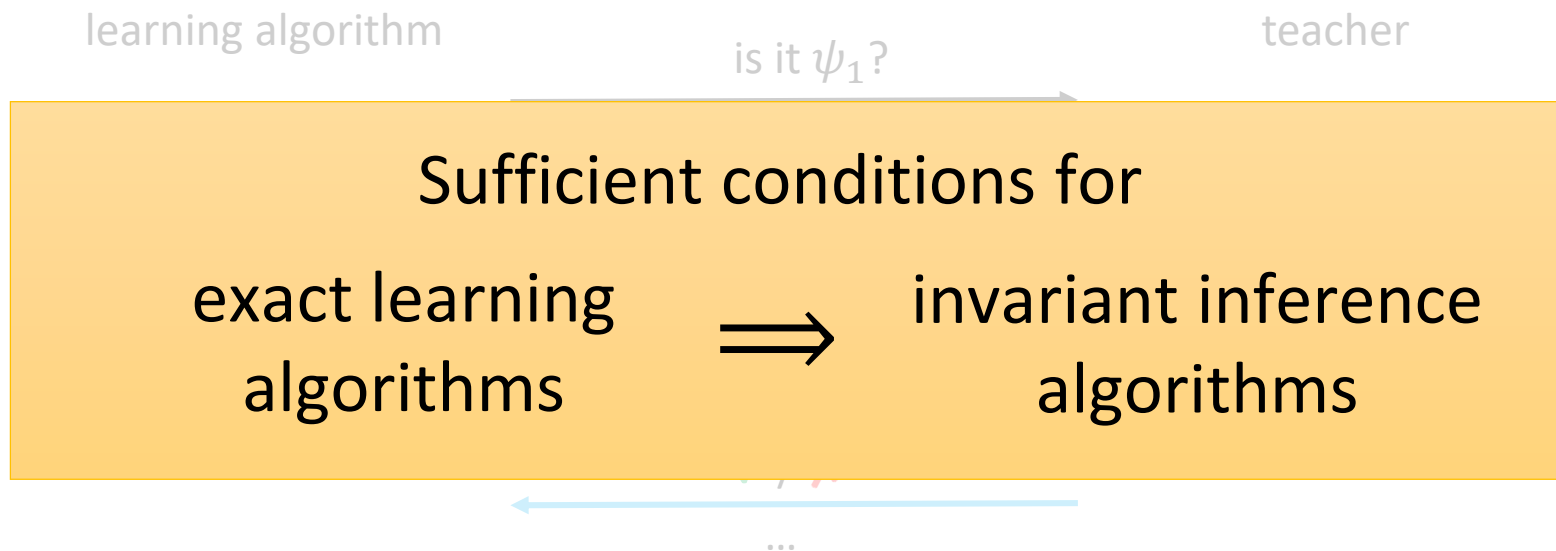 learning algorithm
teacher
is it ψ₁?
Sufficient conditions for
exact learning
algorithms
⟹
invariant inference
algorithms
...